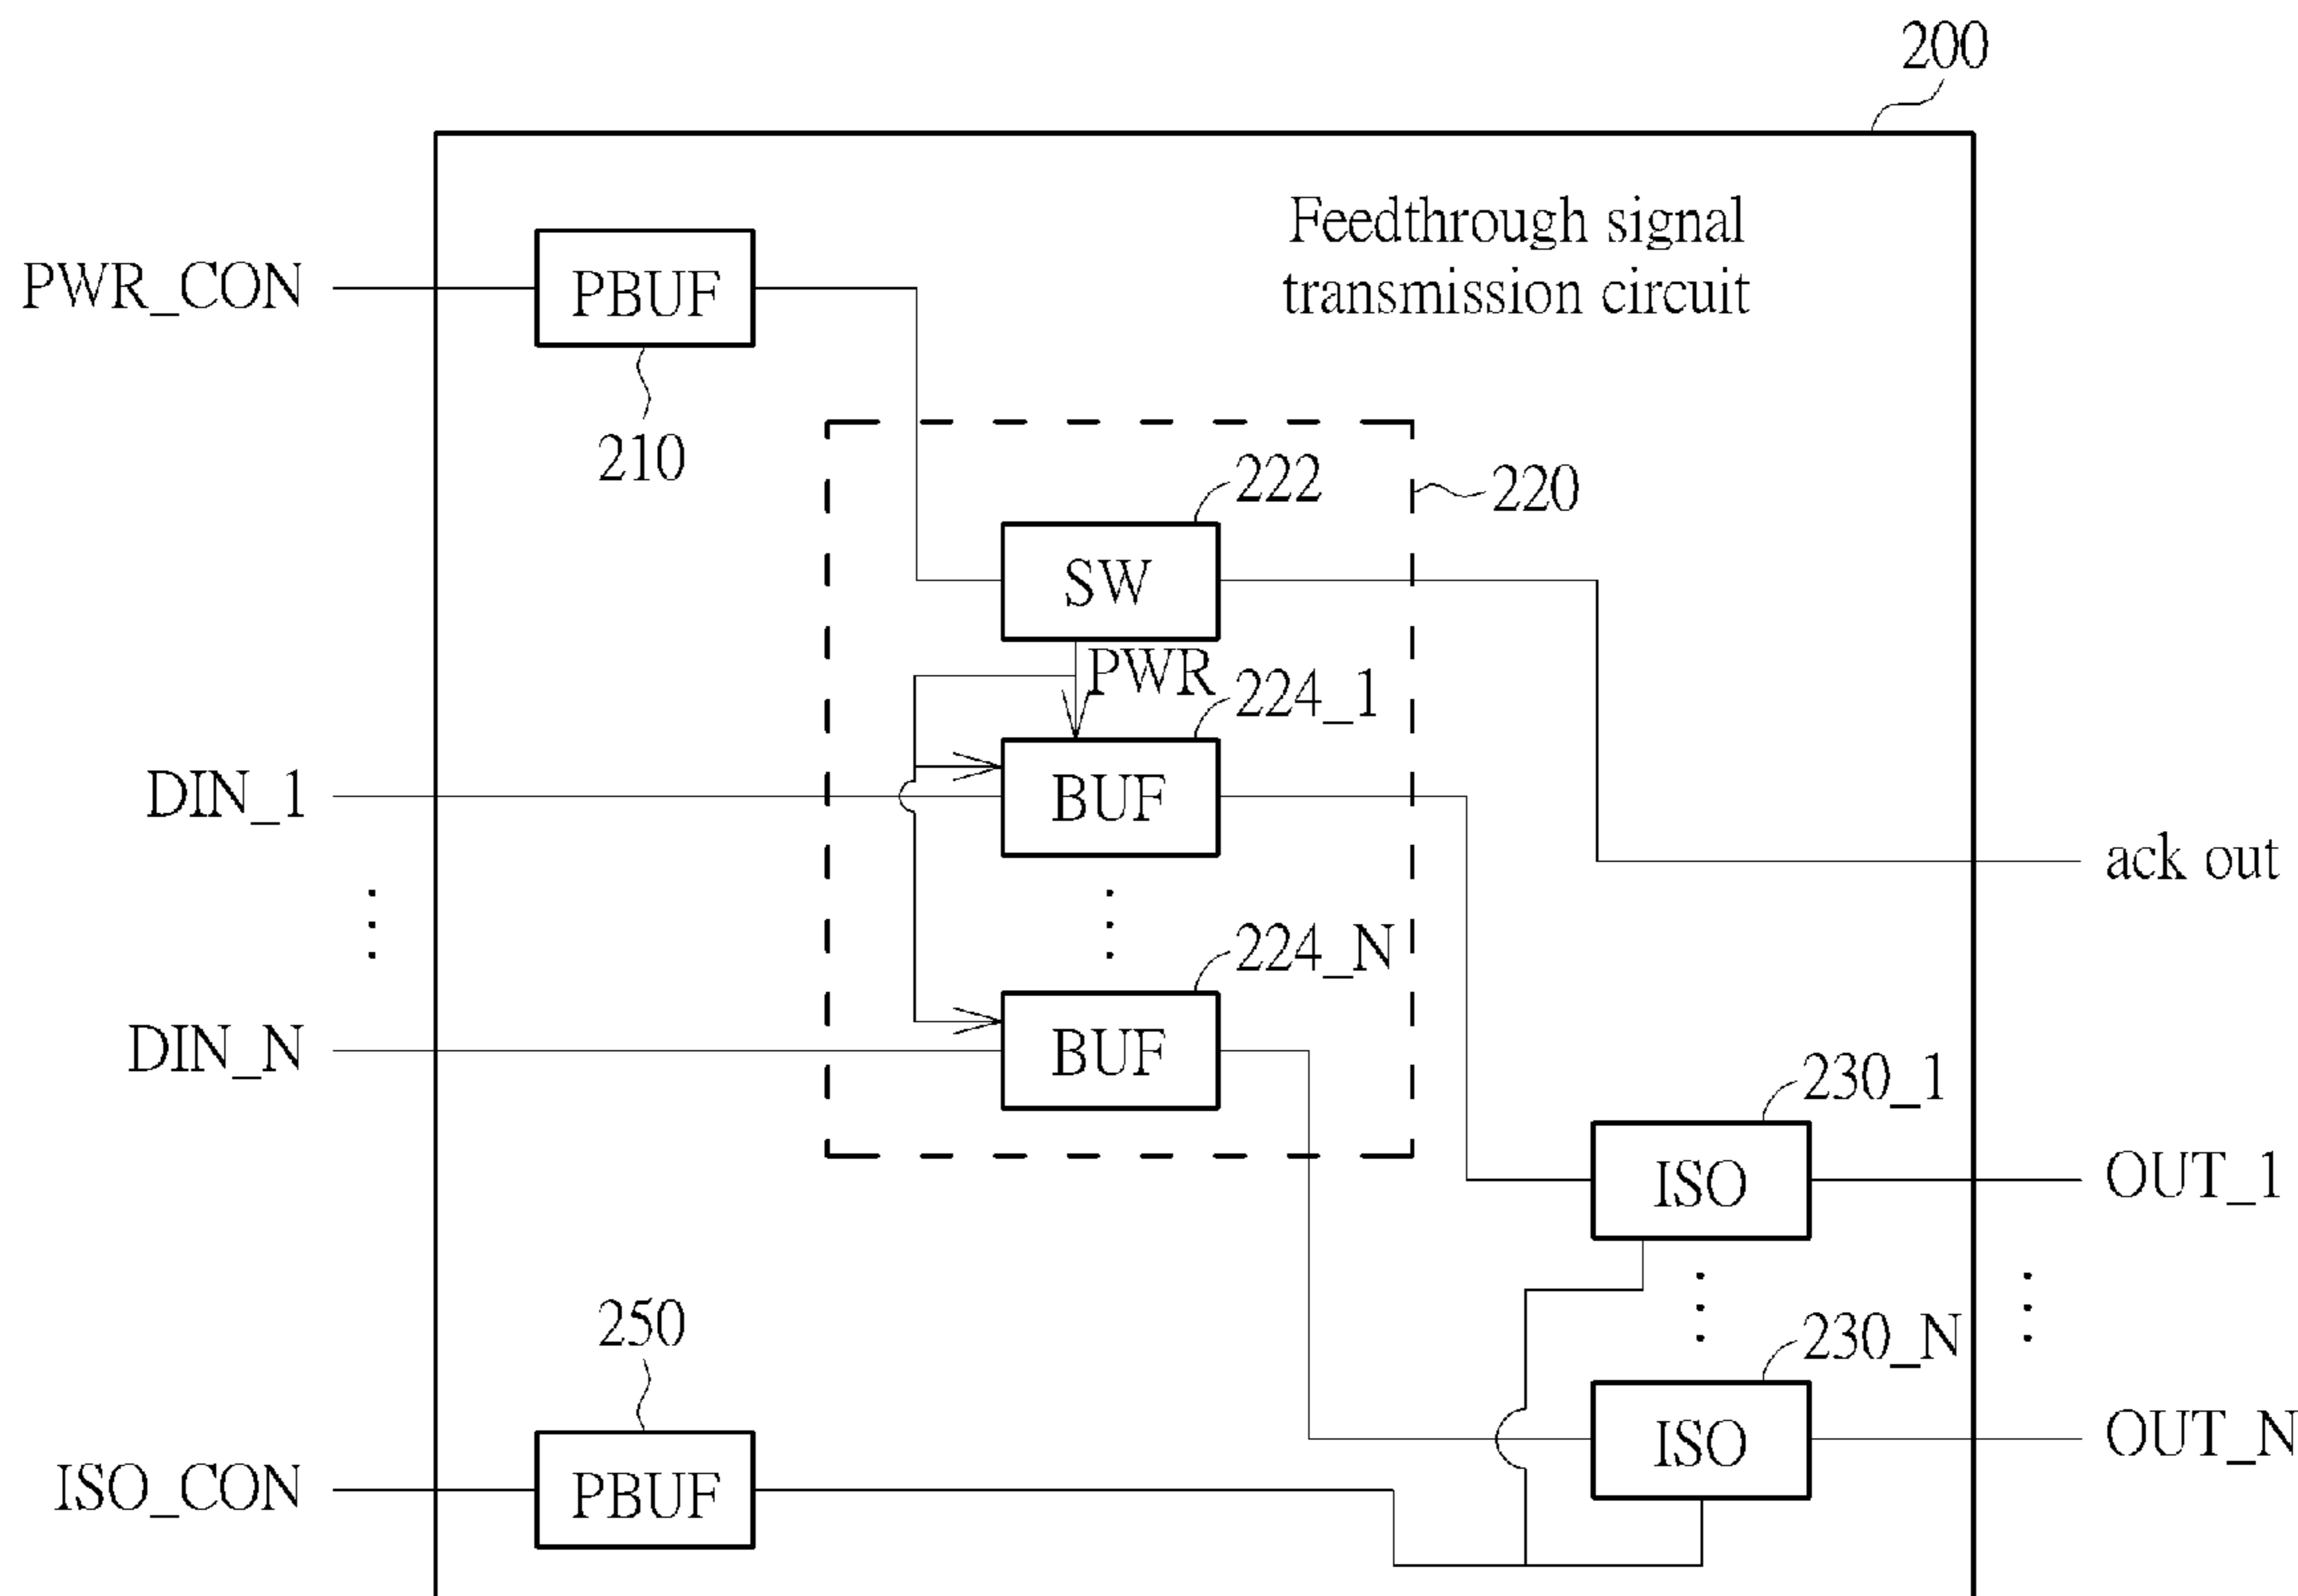 200
Feedthrough signal
transmission circuit
PWR_CON
PBUF
210
222
220
SW
PWR
224_1
DIN_1
BUF
ack out
224_N
DIN_N
BUF
230_1
ISO
OUT_1
250
230_N
ISO_CON
PBUF
ISO
OUT_N